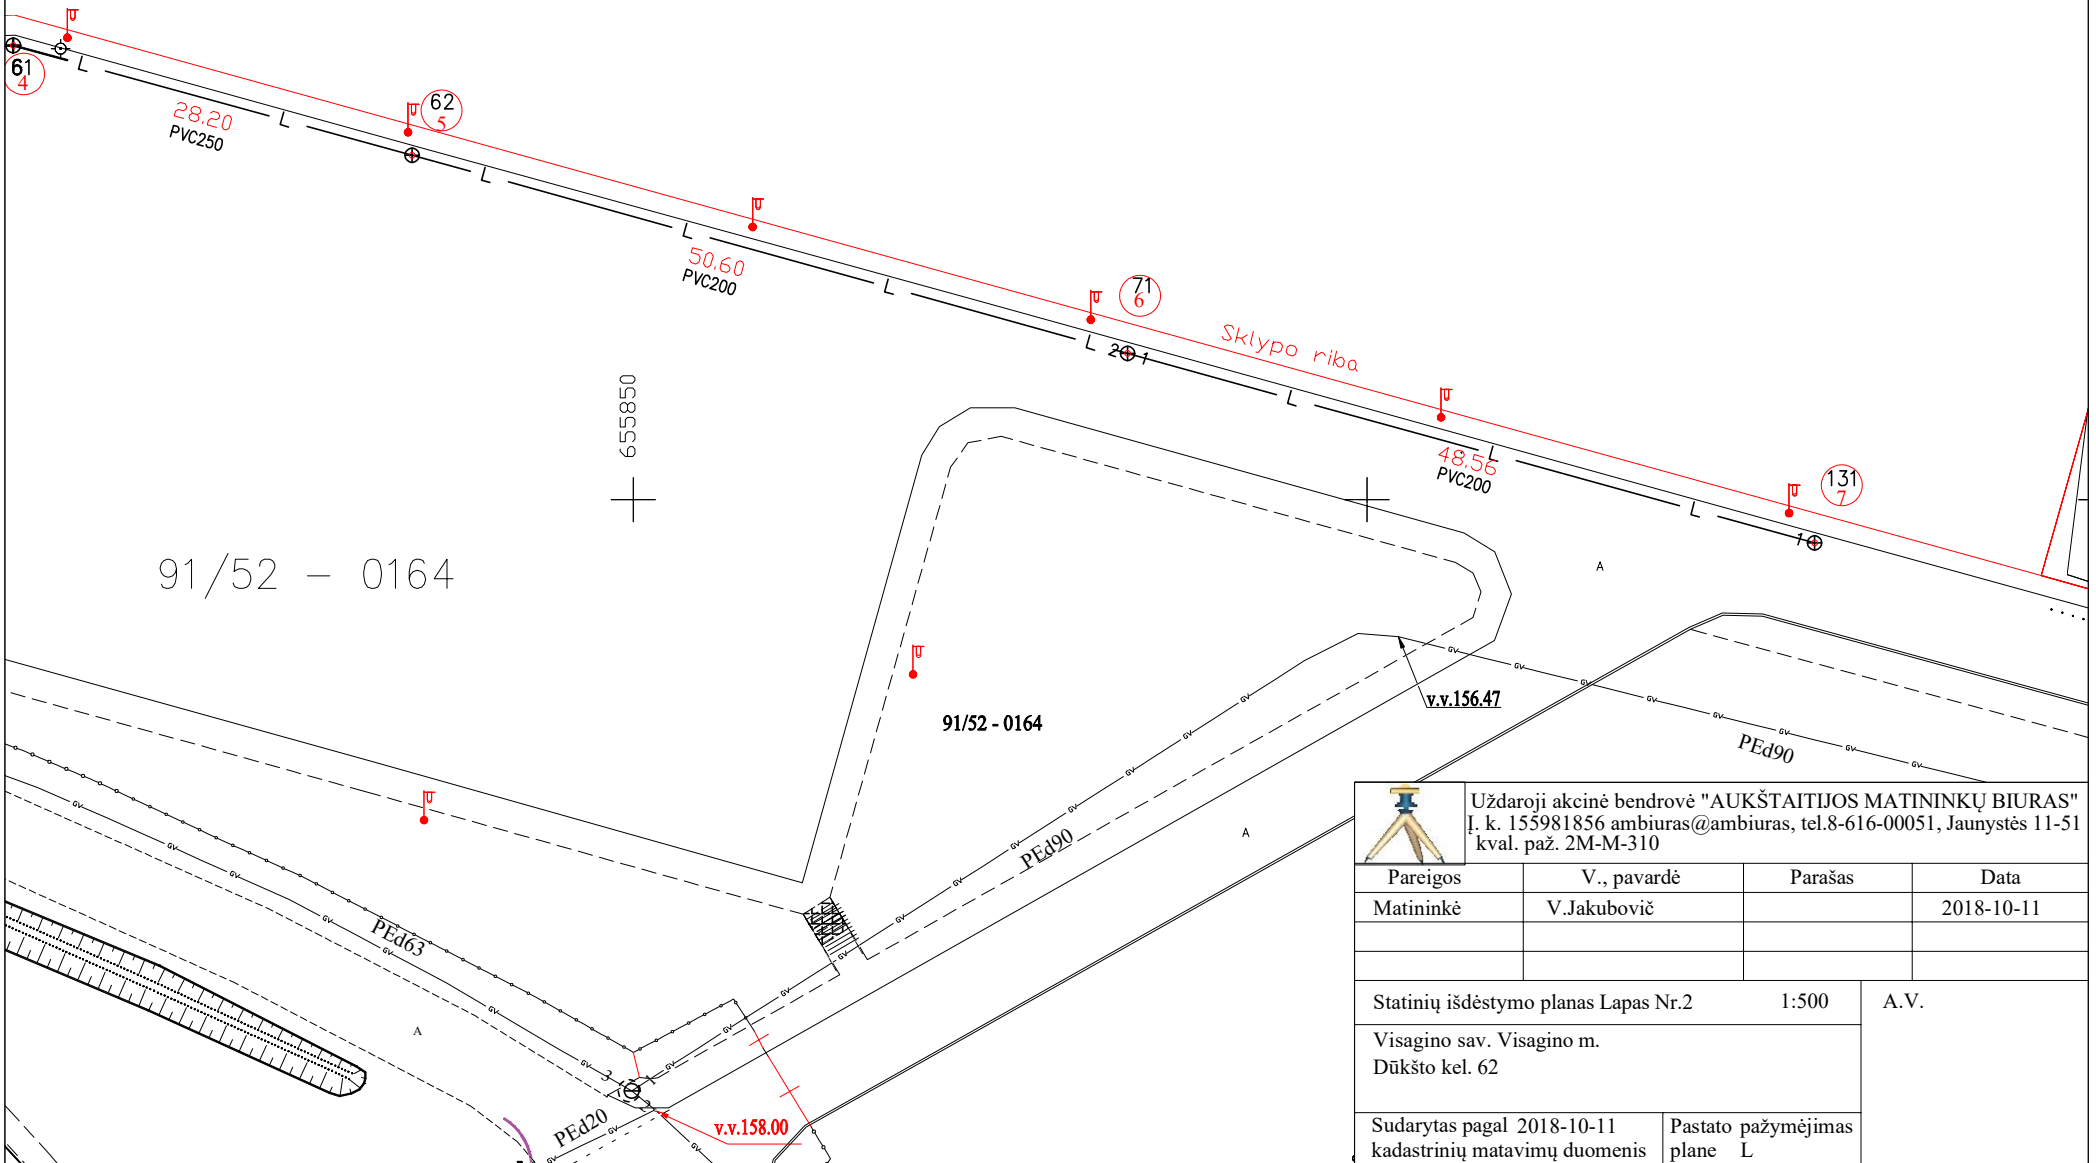 61
4
28.20
PVC250
62
5
50.60
PVC200
71
6
2 1
Sklypo riba
48.56
PVC200
131
7
1
655850
91/52 - 0164
A
v.v.156.47
91/52 - 0164
PEd90
PEd90
A
PEd63
A
3
1
2
PEd20
v.v.158.00
Uždaroji akcinė bendrovė "AUKŠTAITIJOS MATININKŲ BIURAS"
Į. k. 155981856 ambiuras@ambiuras, tel.8-616-00051, Jaunystės 11-51
kval. paž. 2M-M-310
Pareigos V., pavardė Parašas Data
Matininkė V.Jakubovič 2018-10-11
Statinių išdėstymo planas Lapas Nr.2 1:500 A.V.
Visagino sav. Visagino m.
Dūkšto kel. 62
Sudarytas pagal 2018-10-11
kadastrinių matavimų duomenis
Pastato pažymėjimas
plane L